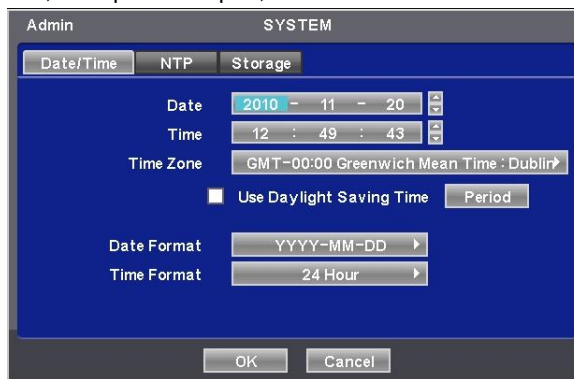 Admin SYSTEM
Date/Time NTP Storage
Date 2010 - 11 - 20
Time 12 : 49 : 43
Time Zone GMT-00:00 Greenwich Mean Time : Dublin
Use Daylight Saving Time Period
Date Format YYYY-MM-DD
Time Format 24 Hour
OK Cancel